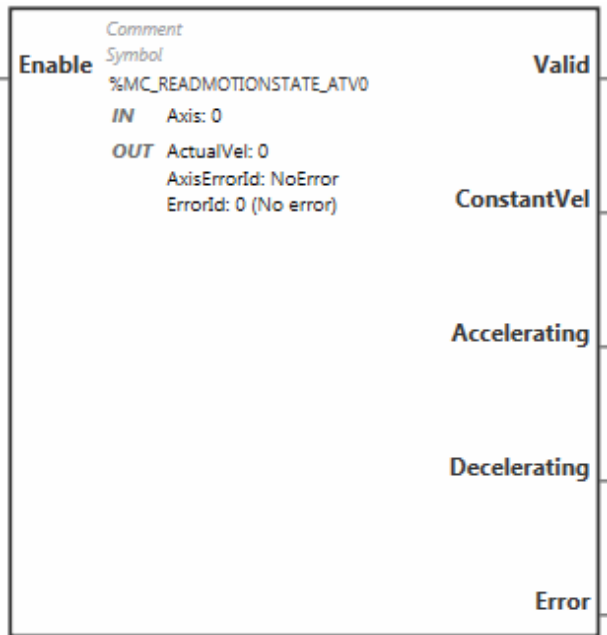 Comment
Enable
Symbol
Valid
%MC_READMOTIONSTATE_ATV0
IN Axis: 0
OUT ActualVel: 0
AxisErrorId: NoError
ErrorId: 0 (No error)
ConstantVel
Accelerating
Decelerating
Error